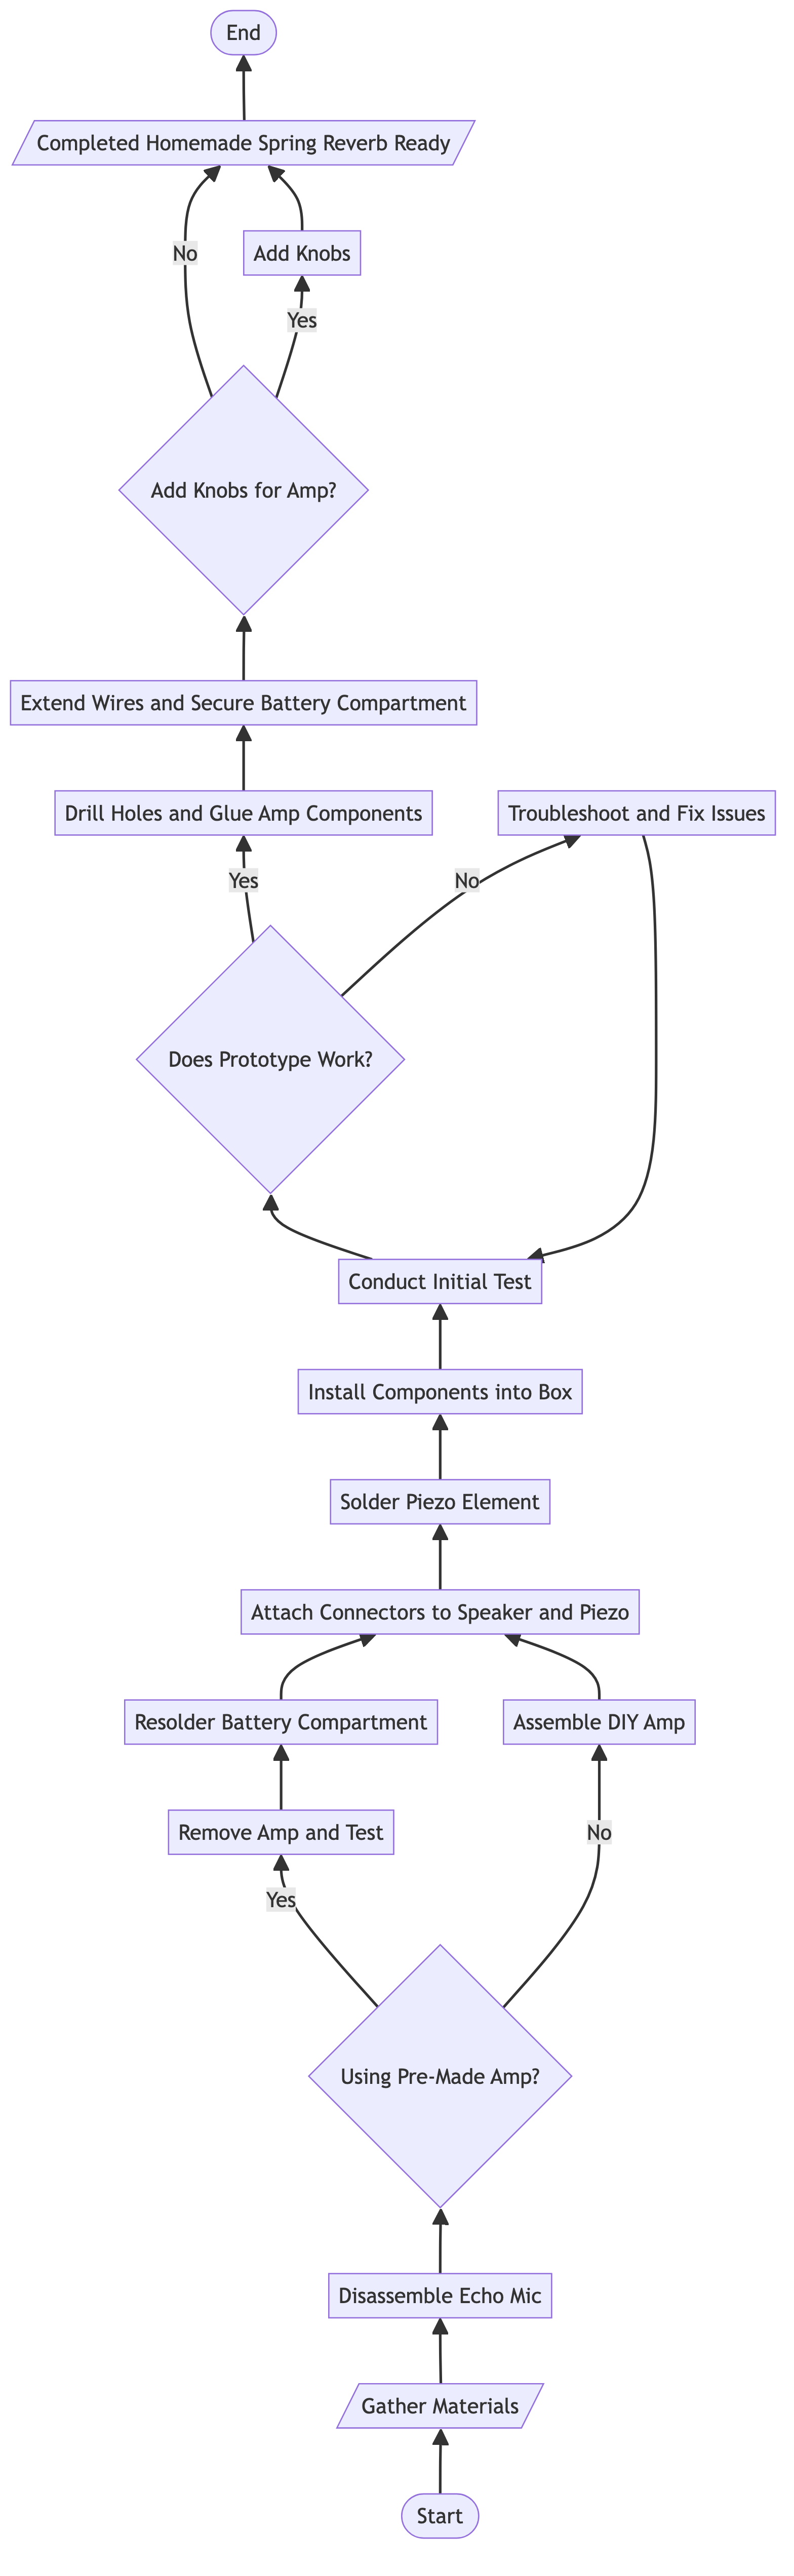 End
Completed Homemade Spring Reverb Ready
No
Add Knobs
Yes
Add Knobs for Amp?
Extend Wires and Secure Battery Compartment
Drill Holes and Glue Amp Components
Troubleshoot and Fix Issues
Yes
No
Does Prototype Work?
Conduct Initial Test
Install Components into Box
Solder Piezo Element
Attach Connectors to Speaker and Piezo
Resolder Battery Compartment
Assemble DIY Amp
Remove Amp and Test
No
Yes
Using Pre-Made Amp?
Disassemble Echo Mic
Gather Materials
Start